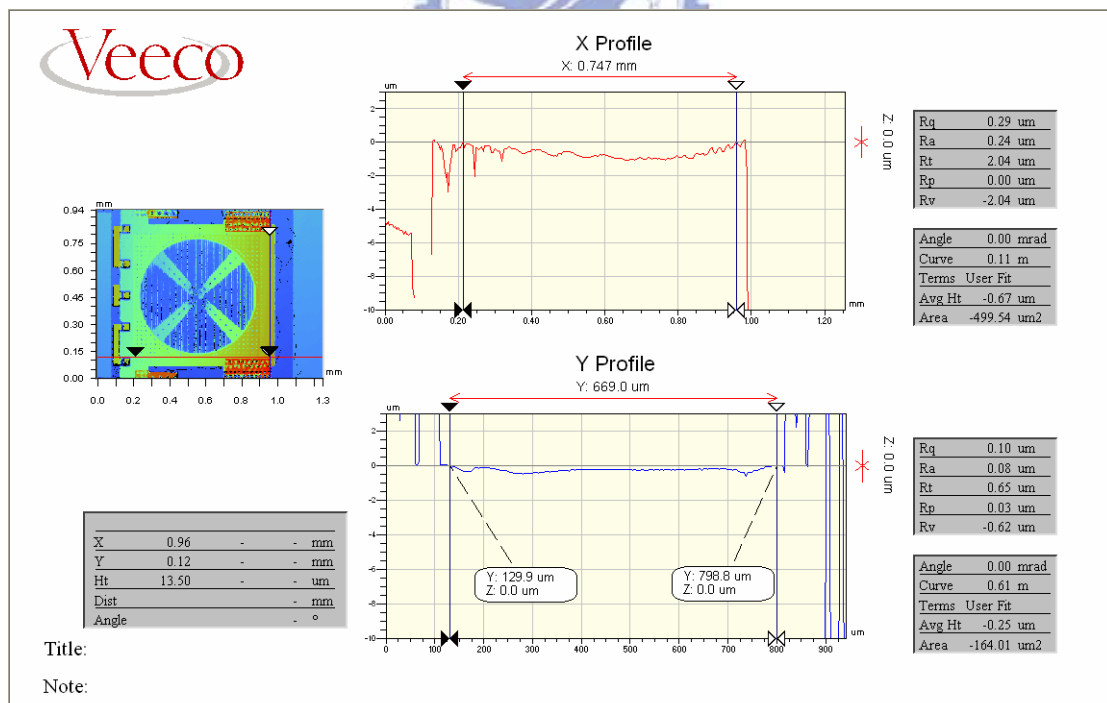 Veeco
X Profile
X: 0.747 mm
um
2
0
-2
-4
-6
-8
-10
mm
0.00 0.20 0.40 0.60 0.80 1.00 1.20
Z: 0.0 um
Rq 0.29 um
Ra 0.24 um
Rt 2.04 um
Rp 0.00 um
Rv -2.04 um
Angle 0.00 mrad
Curve 0.11 m
Terms User Fit
Avg Ht -0.67 um
Area -499.54 um2
mm
0.94
0.75
0.60
0.45
0.30
0.15
0.00
mm
0.0 0.2 0.4 0.6 0.8 1.0 1.3
Y Profile
Y: 669.0 um
um
2
0
-2
-4
-6
-8
-10
um
0 100 200 300 400 500 600 700 800 900
Y: 129.9 um
Z: 0.0 um
Y: 798.8 um
Z: 0.0 um
Z: 0.0 um
Rq 0.10 um
Ra 0.08 um
Rt 0.65 um
Rp 0.03 um
Rv -0.62 um
Angle 0.00 mrad
Curve 0.61 m
Terms User Fit
Avg Ht -0.25 um
Area -164.01 um2
X 0.96 - - mm
Y 0.12 - - mm
Ht 13.50 - - um
Dist - mm
Angle - °
Title:
Note: